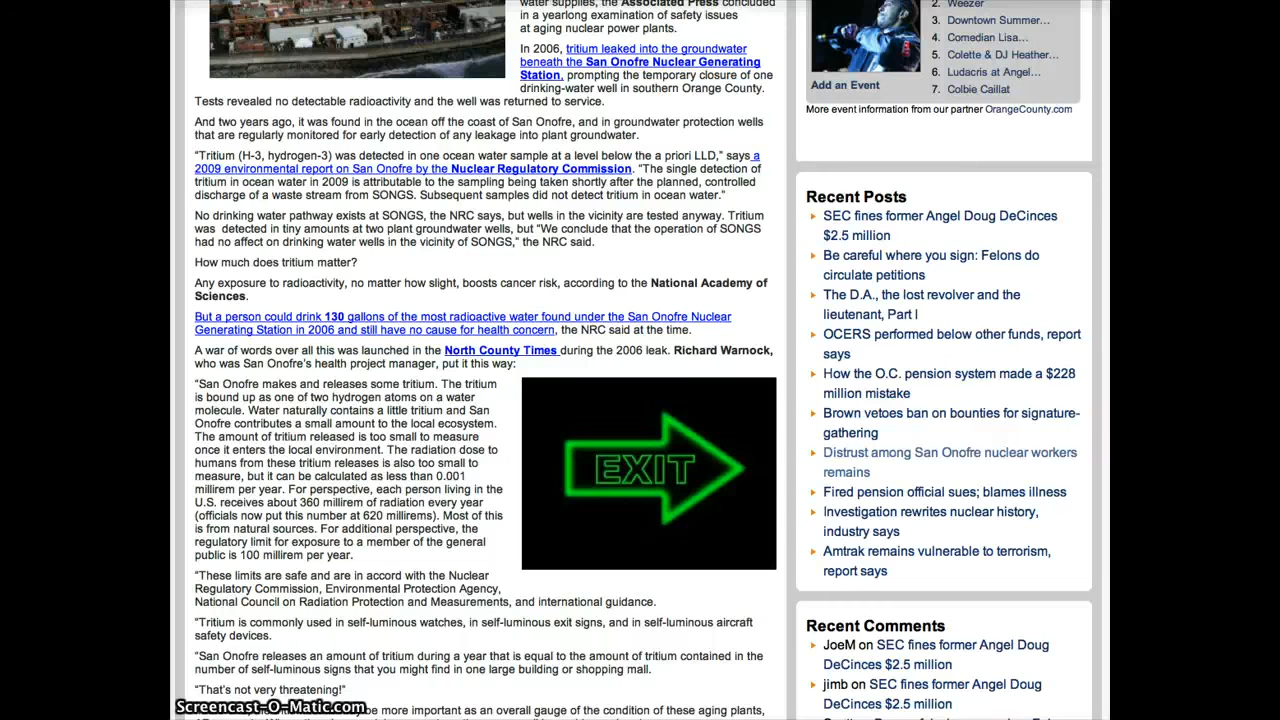 water supplies, the Associated Press concluded
in a yearlong examination of safety issues
at aging nuclear power plants.
In 2006, tritium leaked into the groundwater
beneath the San Onofre Nuclear Generating
Station, prompting the temporary closure of one
drinking-water well in southern Orange County.
Tests revealed no detectable radioactivity and the well was returned to service.
And two years ago, it was found in the ocean off the coast of San Onofre, and in groundwater protection wells
that are regularly monitored for early detection of any leakage into plant groundwater.
“Tritium (H-3, hydrogen-3) was detected in one ocean water sample at a level below the a priori LLD,” says a
2009 environmental report on San Onofre by the Nuclear Regulatory Commission. “The single detection of
tritium in ocean water in 2009 is attributable to the sampling being taken shortly after the planned, controlled
discharge of a waste stream from SONGS. Subsequent samples did not detect tritium in ocean water.”
No drinking water pathway exists at SONGS, the NRC says, but wells in the vicinity are tested anyway. Tritium
was detected in tiny amounts at two plant groundwater wells, but “We conclude that the operation of SONGS
had no affect on drinking water wells in the vicinity of SONGS,” the NRC said.
How much does tritium matter?
Any exposure to radioactivity, no matter how slight, boosts cancer risk, according to the National Academy of
Sciences.
But a person could drink 130 gallons of the most radioactive water found under the San Onofre Nuclear
Generating Station in 2006 and still have no cause for health concern, the NRC said at the time.
A war of words over all this was launched in the North County Times during the 2006 leak. Richard Warnock,
who was San Onofre’s health project manager, put it this way:
“San Onofre makes and releases some tritium. The tritium
is bound up as one of two hydrogen atoms on a water
molecule. Water naturally contains a little tritium and San
Onofre contributes a small amount to the local ecosystem.
The amount of tritium released is too small to measure
once it enters the local environment. The radiation dose to
humans from these tritium releases is also too small to
measure, but it can be calculated as less than 0.001
millirem per year. For perspective, each person living in the
U.S. receives about 360 millirem of radiation every year
(officials now put this number at 620 millirems). Most of this
is from natural sources. For additional perspective, the
regulatory limit for exposure to a member of the general
public is 100 millirem per year.
EXIT
“These limits are safe and are in accord with the Nuclear
Regulatory Commission, Environmental Protection Agency,
National Council on Radiation Protection and Measurements, and international guidance.
“Tritium is commonly used in self-luminous watches, in self-luminous exit signs, and in self-luminous aircraft
safety devices.
“San Onofre releases an amount of tritium during a year that is equal to the amount of tritium contained in the
number of self-luminous signs that you might find in one large building or shopping mall.
“That’s not very threatening!”
be more important as an overall gauge of the condition of these aging plants,
Screencast-O-Matic.com
2. Weezer
3. Downtown Summer...
4. Comedian Lisa...
5. Colette & DJ Heather...
6. Ludacris at Angel...
7. Colbie Caillat
Add an Event
More event information from our partner OrangeCounty.com
Recent Posts
SEC fines former Angel Doug DeCinces
$2.5 million
Be careful where you sign: Felons do
circulate petitions
The D.A., the lost revolver and the
lieutenant, Part I
OCERS performed below other funds, report
says
How the O.C. pension system made a $228
million mistake
Brown vetoes ban on bounties for signature-
gathering
Distrust among San Onofre nuclear workers
remains
Fired pension official sues; blames illness
Investigation rewrites nuclear history,
industry says
Amtrak remains vulnerable to terrorism,
report says
Recent Comments
JoeM on SEC fines former Angel Doug
DeCinces $2.5 million
jimb on SEC fines former Angel Doug
DeCinces $2.5 million